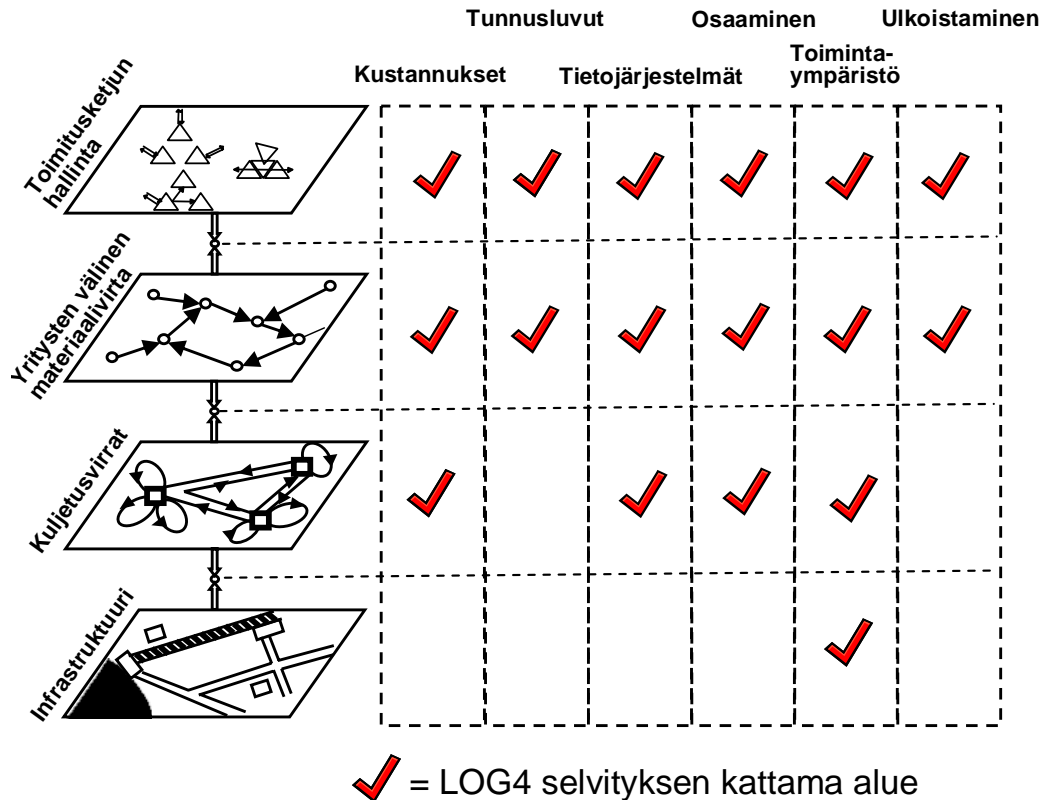 Tunnusluvut Osaaminen Ulkoistaminen
Kustannukset Tietojärjestelmät Toiminta-
ympäristö
Toimitusketjun
hallinta
Yritysten välinen
materiaalivirta
Kuljetusvirrat
Infrastruktuuri
= LOG4 selvityksen kattama alue